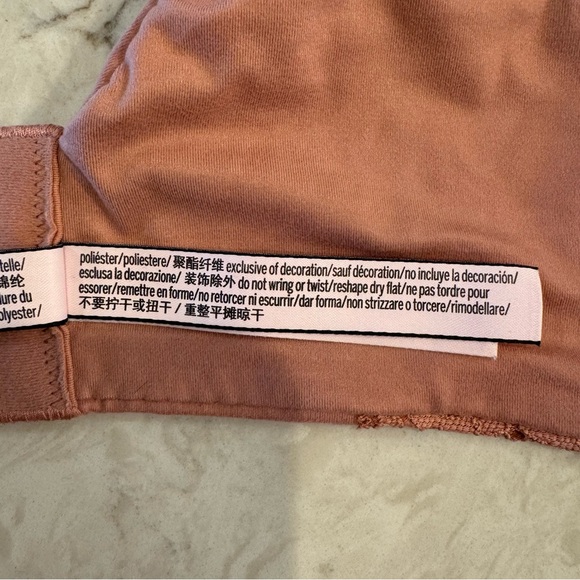 telle/
锦纶
ure du
olyester/
poliéster/poliestere/ 聚酯纤维 exclusive of decoration/sauf décoration/no incluye la decoración/
esclusa la decorazione/ 装饰除外 do not wring or twist/reshape dry flat/ne pas tordre pour
essorer/remettre en forme/no retorcer ni escurrir/dar forma/non strizzare o torcere/rimodellare/
不要拧干或扭干 / 重整平摊晾干